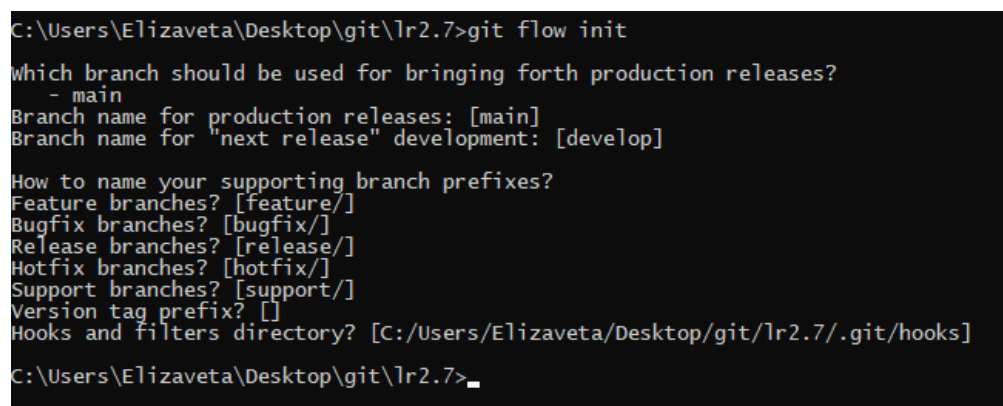 C:\Users\Elizaveta\Desktop\git\lr2.7>git flow init
Which branch should be used for bringing forth production releases?
- main
Branch name for production releases: [main]
Branch name for "next release" development: [develop]
How to name your supporting branch prefixes?
Feature branches? [feature/]
Bugfix branches? [bugfix/]
Release branches? [release/]
Hotfix branches? [hotfix/]
Support branches? [support/]
Version tag prefix? []
Hooks and filters directory? [C:/Users/Elizaveta/Desktop/git/lr2.7/.git/hooks]
C:\Users\Elizaveta\Desktop\git\lr2.7>